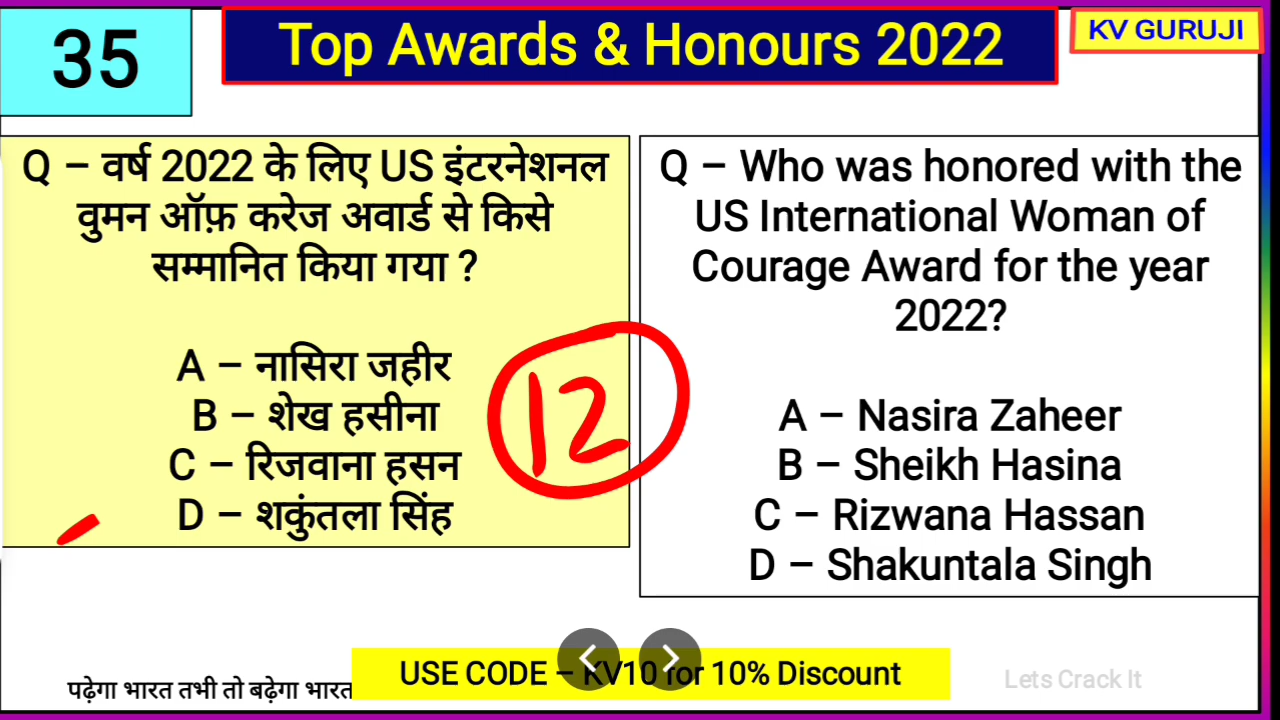 35
Top Awards & Honours 2022
KV GURUJI
Q – वर्ष 2022 के लिए US इंटरनेशनल
वुमन ऑफ़ करेज अवार्ड से किसे
सम्मानित किया गया ?
A – नासिरा जहीर
B – शेख हसीना
C – रिजवाना हसन
D – शकुंतला सिंह
12
Q – Who was honored with the
US International Woman of
Courage Award for the year
2022?
A – Nasira Zaheer
B – Sheikh Hasina
C – Rizwana Hassan
D – Shakuntala Singh
पढ़ेगा भारत तभी तो बढ़ेगा भारत
USE CODE – KV10 for 10% Discount
Lets Crack It